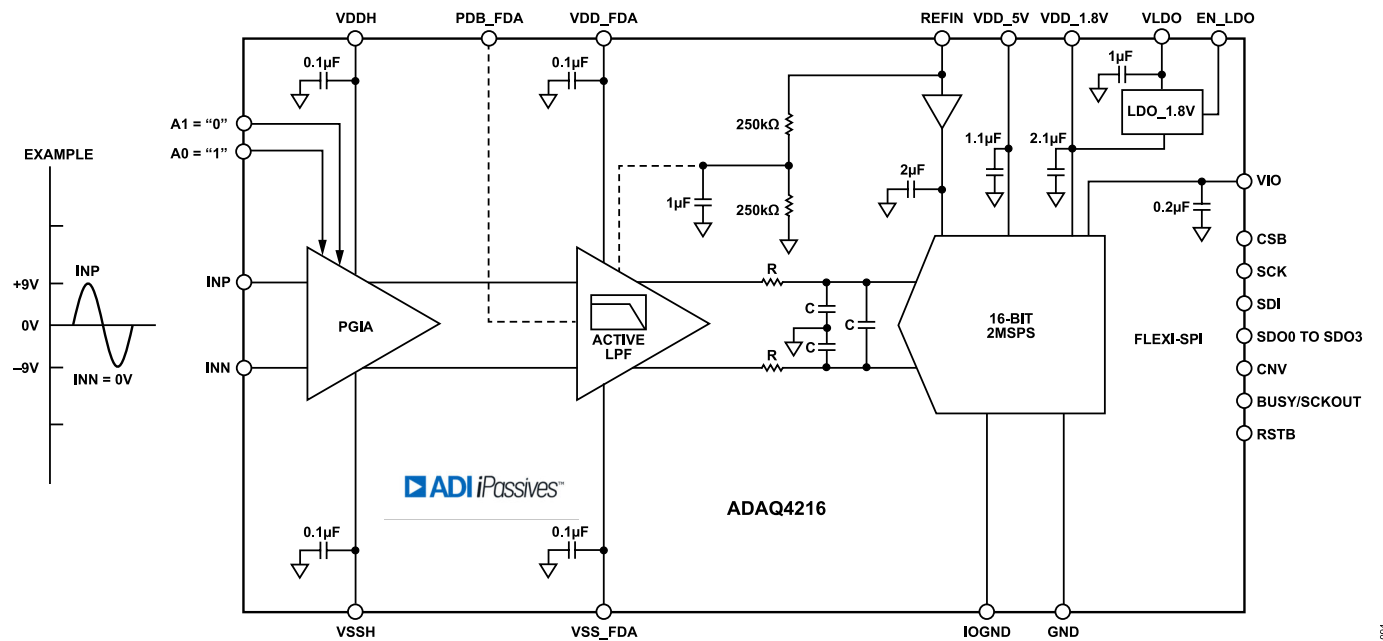 VDDH
PDB_FDA
VDD_FDA
REFIN
VDD_5V
VDD_1.8V
VLDO
EN_LDO
0.1µF
0.1µF
1µF
LDO_1.8V
A1 = “0”
A0 = “1”
250kΩ
1.1µF
2.1µF
EXAMPLE
2µF
VIO
1µF
250kΩ
0.2µF
CSB
INP
+9V
0V
–9V
INN = 0V
INP
INN
PGIA
ACTIVE
LPF
R
R
C
C
C
16-BIT
2MSPS
FLEXI-SPI
SCK
SDI
SDO0 TO SDO3
CNV
BUSY/SCKOUT
RSTB
ADI iPassives™
ADAQ4216
0.1µF
0.1µF
VSSH
VSS_FDA
IOGND
GND